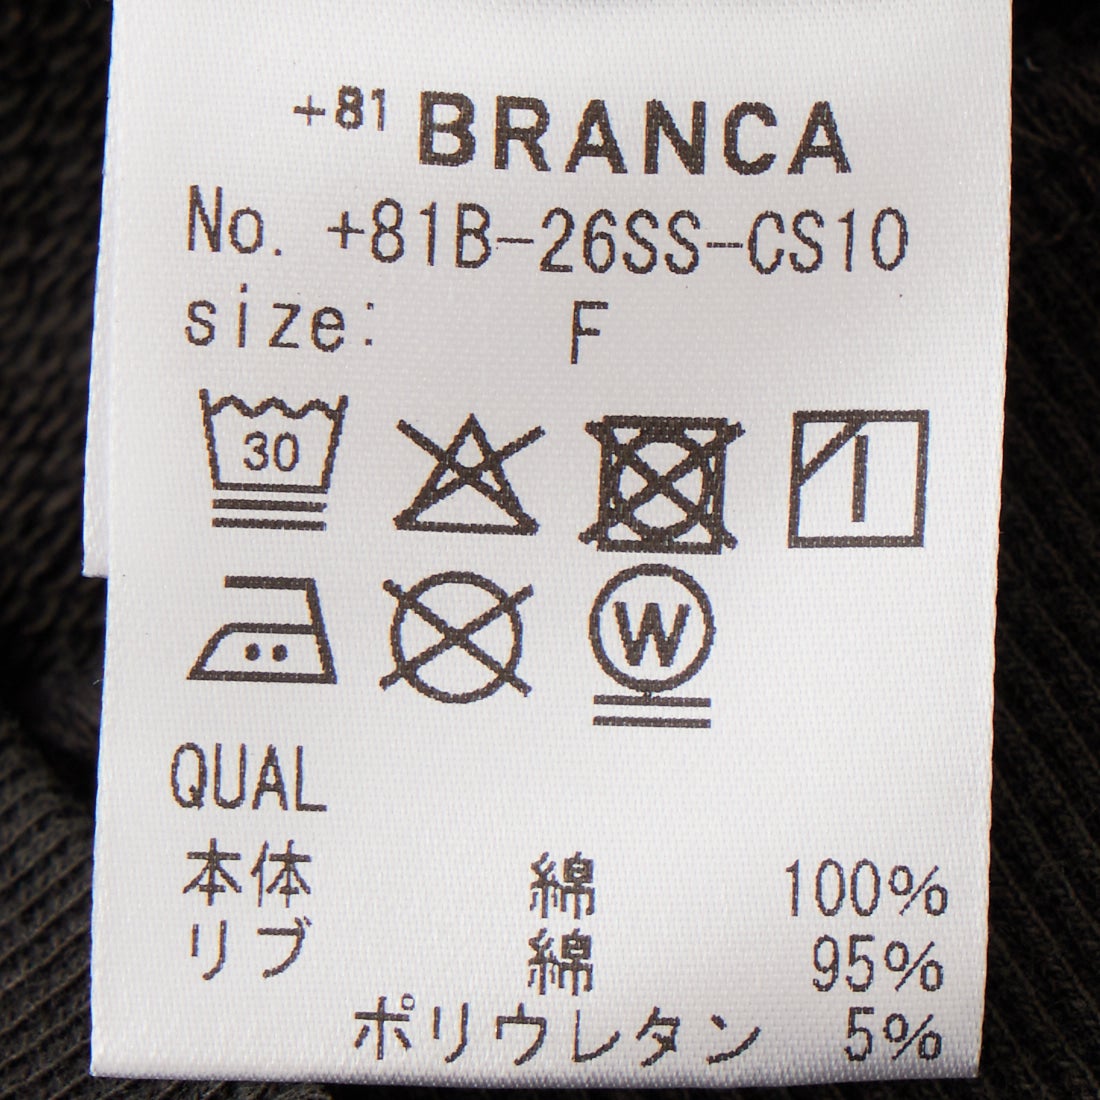 +81 BRANCA
No. +81B-26SS-CS10
size: F
30
W
QUAL
本体 綿 100%
リブ 綿 95%
ポリウレタン 5%